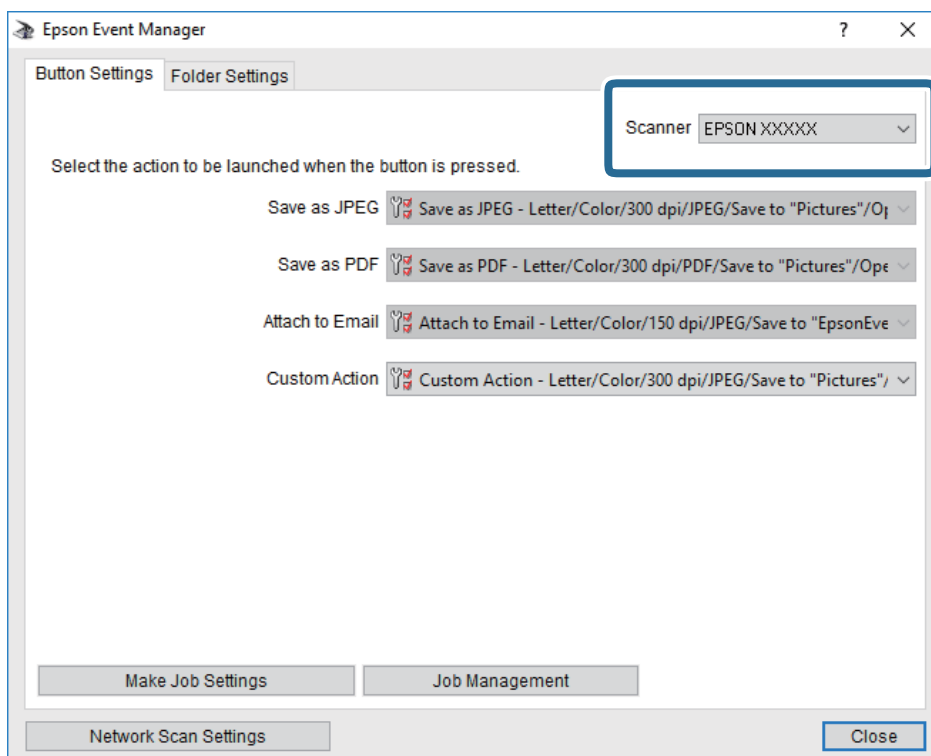 Epson Event Manager
?
Button Settings Folder Settings
Scanner EPSON XXXXX
Select the action to be launched when the button is pressed.
Save as JPEG Save as JPEG - Letter/Color/300 dpi/JPEG/Save to "Pictures"/Op
Save as PDF Save as PDF - Letter/Color/300 dpi/PDF/Save to "Pictures"/Ope
Attach to Email Attach to Email - Letter/Color/150 dpi/JPEG/Save to "EpsonEve
Custom Action Custom Action - Letter/Color/300 dpi/JPEG/Save to "Pictures"/
Make Job Settings Job Management
Network Scan Settings Close